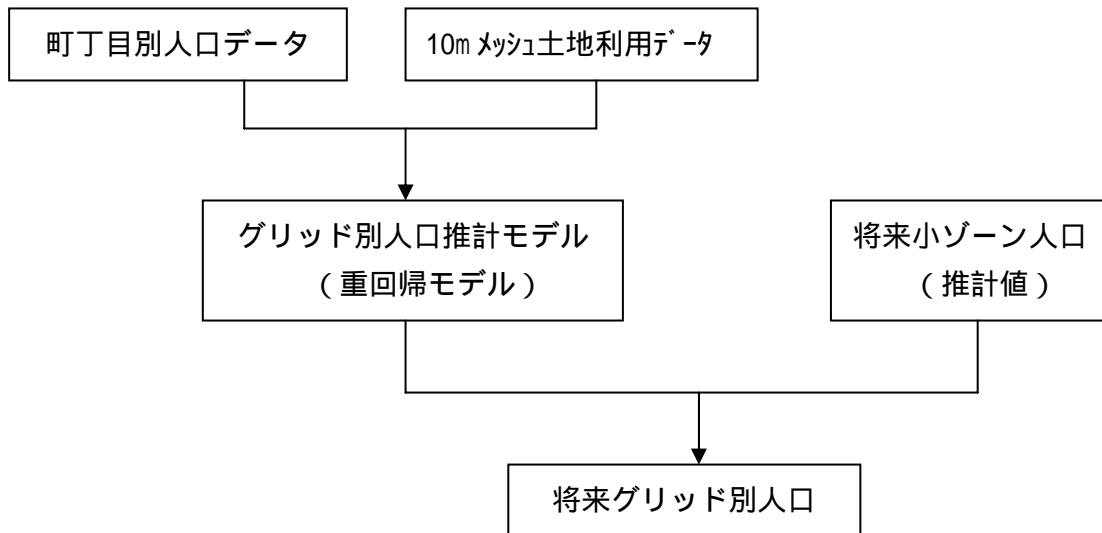 町丁目別人口データ
10m ﾒｯｼｭ土地利用ﾃﾞｰﾀ
グリッド別人口推計モデル
（重回帰モデル）
将来小ゾーン人口
（推計値）
将来グリッド別人口